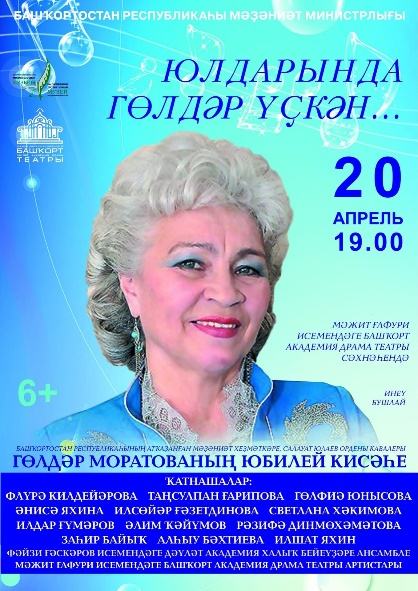 БАШҠОРТОСТАН РЕСПУБЛИКАҺЫ МӘҘӘНИӘТ МИНИСТРЛЫҒЫ
ЮЛДАРЫНДА
ГӨЛДӘР ҮҪКӘН...
БАШҠОРТ
ТЕАТРЫ
20
АПРЕЛЬ
19.00
МӘЖИТ ҒАФУРИ
ИСЕМЕНДӘГЕ БАШҠОРТ
АКАДЕМИЯ ДРАМА ТЕАТРЫ
СӘХНӘҺЕНДӘ
ИНЕҮ
БУШЛАЙ
6+
БАШҠОРТОСТАН РЕСПУБЛИКАҺЫНЫҢ АТҠАҘАНҒАН МӘҘӘНИӘТ ХЕҘМӘТКӘРЕ, САЛАУАТ ЮЛАЕВ ОРДЕНЫ КАВАЛЕРЫ
ГӨЛДӘР МОРАТОВАНЫҢ ЮБИЛЕЙ КИСӘҺЕ
ҠАТНАШАЛАР:
ФЛҮРӘ КИЛДЕЙӘРОВА ТАҢСУЛПАН ҒАРИПОВА ГӨЛФИӘ ЮНЫСОВА
ӘНИСӘ ЯХИНА ИЛСӨЙӘР ҒӘЗЕТДИНОВА СВЕТЛАНА ХӘКИМОВА
ИЛДАР ҒҮМӘРОВ ӘЛИМ ҠӘЙҮМОВ РӘЗИФӘ ДИНМӨХӘМӘТОВА
ЗАҺИР БАЙЫҠ АЛҺЫУ БӘХТИЕВА ИЛШАТ ЯХИН
ФӘЙЗИ ҒӘСКӘРОВ ИСЕМЕНДӘГЕ ДӘҮЛӘТ АКАДЕМИЯ ХАЛЫҠ БЕЙЕҮҘӘРЕ АНСАМБЛЕ
МӘЖИТ ҒАФУРИ ИСЕМЕНДӘГЕ БАШҠОРТ АКАДЕМИЯ ДРАМА ТЕАТРЫ АРТИСТАРЫ